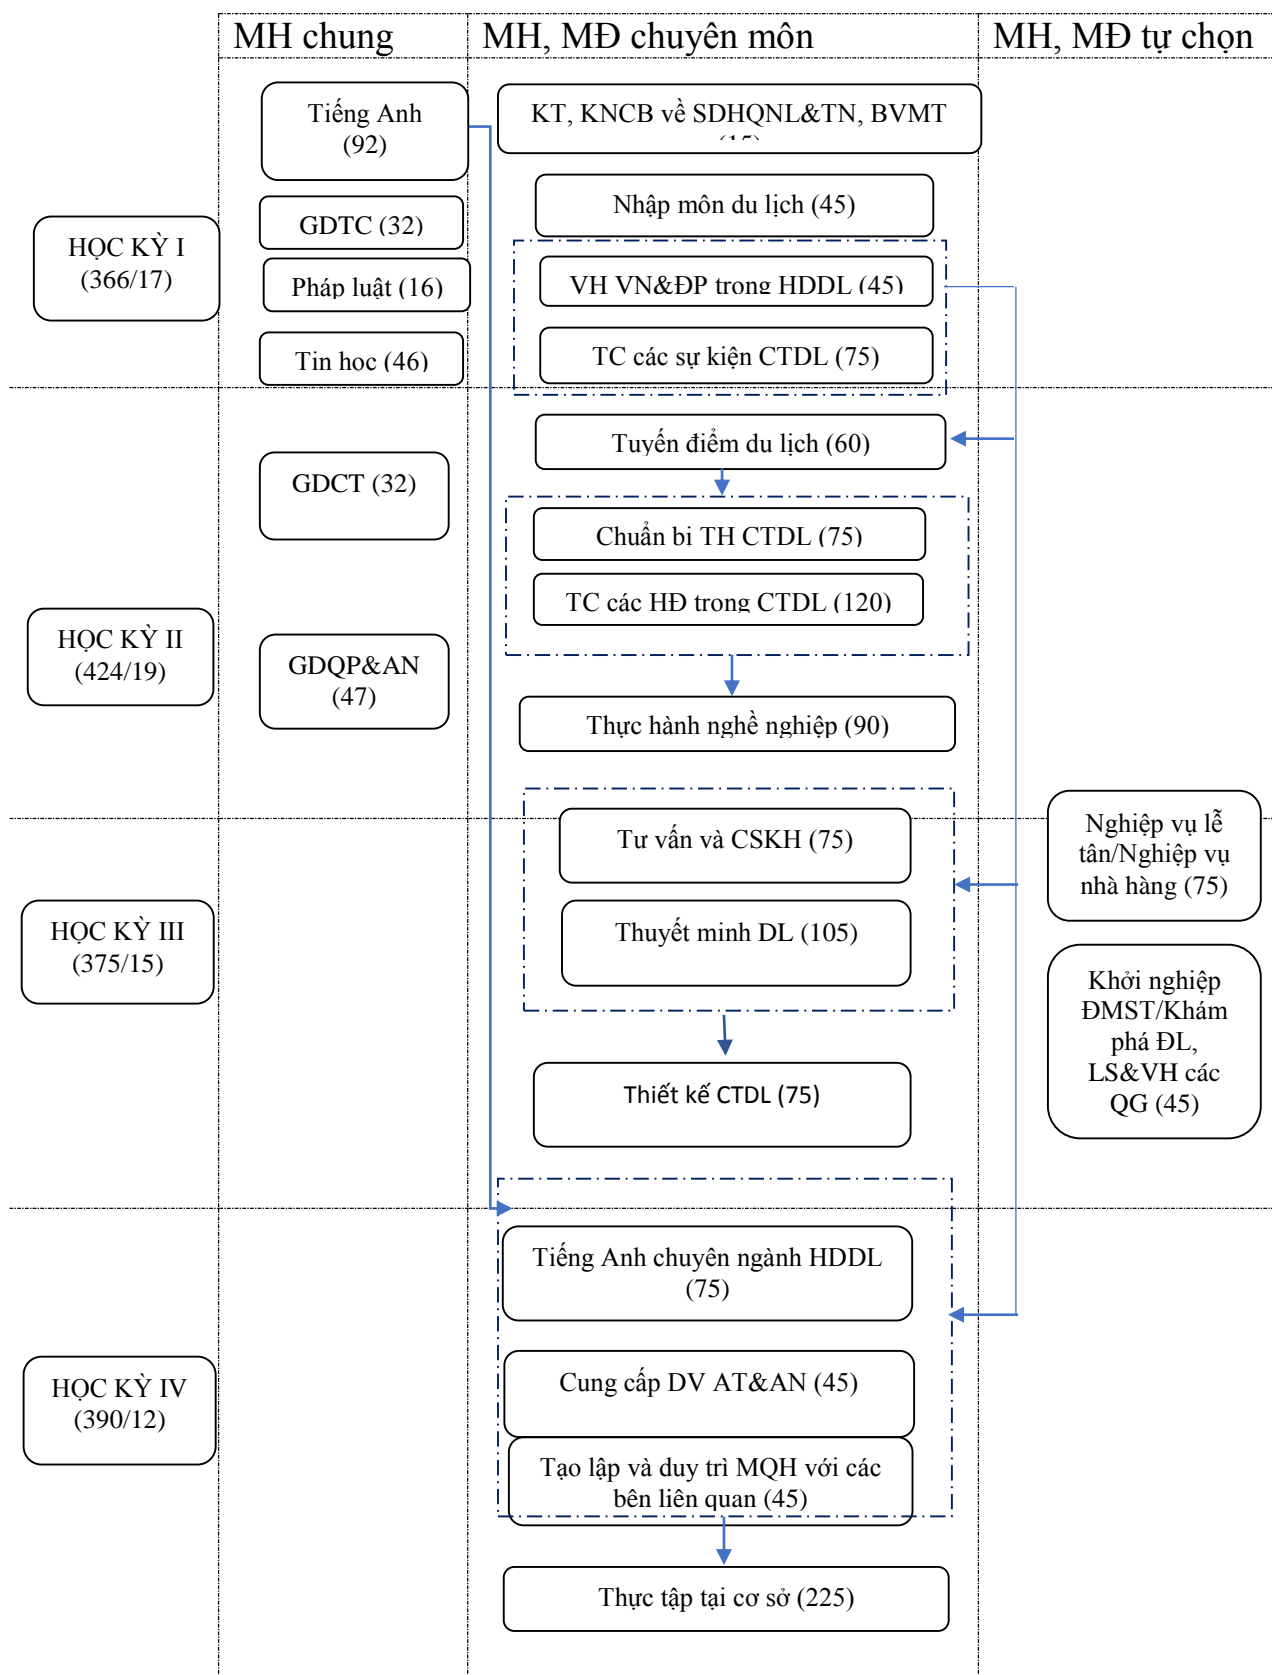 MH chung
MH, MĐ chuyên môn
MH, MĐ tự chọn
HỌC KỲ I
(366/17)
Tiếng Anh
(92)
GDTC (32)
Pháp luật (16)
Tin học (46)
KT, KNCB về SDHQNL&TN, BVMT
(15)
Nhập môn du lịch (45)
VH VN&ĐP trong HDDL (45)
TC các sự kiện CTDL (75)
HỌC KỲ II
(424/19)
GDCT (32)
GDQP&AN
(47)
Tuyến điểm du lịch (60)
Chuẩn bị TH CTDL (75)
TC các HĐ trong CTDL (120)
Thực hành nghề nghiệp (90)
HỌC KỲ III
(375/15)
Tư vấn và CSKH (75)
Thuyết minh DL (105)
Thiết kế CTDL (75)
Nghiệp vụ lễ
tân/Nghiệp vụ
nhà hàng (75)
Khởi nghiệp
ĐMST/Khám
phá ĐL,
LS&VH các
QG (45)
HỌC KỲ IV
(390/12)
Tiếng Anh chuyên ngành HDDL
(75)
Cung cấp DV AT&AN (45)
Tạo lập và duy trì MQH với các
bên liên quan (45)
Thực tập tại cơ sở (225)